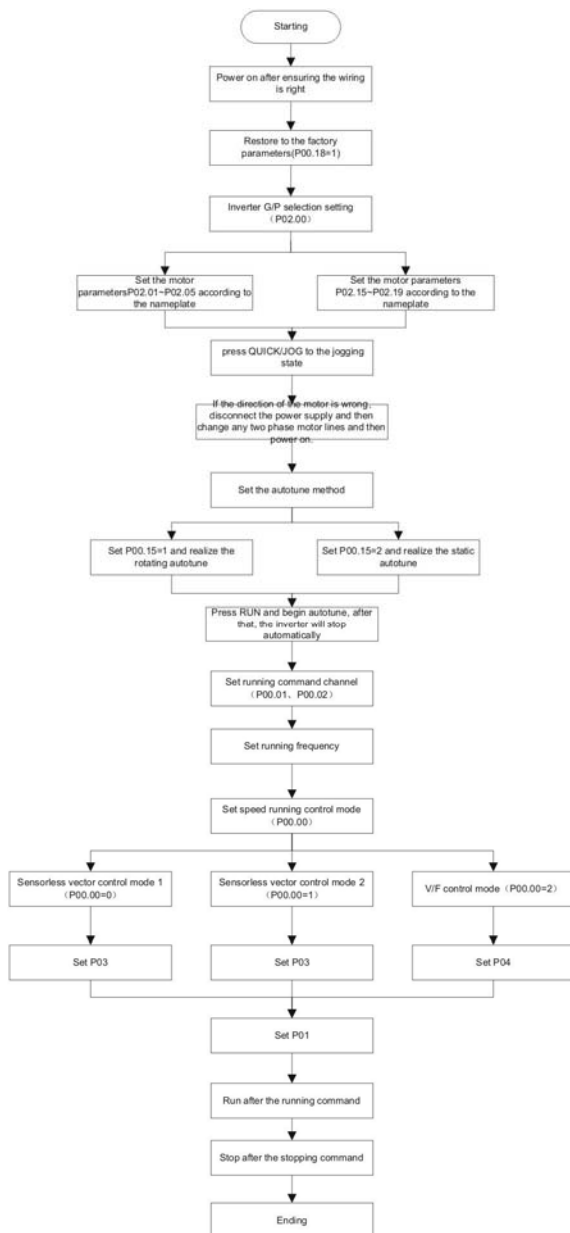 Starting
Power on after ensuring the wiring
is right
Restore to the factory
parameters(P00.18=1)
Inverter G/P selection setting
（P02.00）
Set the motor
parametersP02.01~P02.05 according to
the nameplate
Set the motor parameters
P02.15~P02.19 according to the
nameplate
press QUICK/JOG to the jogging
state
If the direction of the motor is wrong,
disconnect the power supply and then
change any two phase motor lines and then
power on.
Set the autotune method
Set P00.15=1 and realize the
rotating autotune
Set P00.15=2 and realize the static
autotune
Press RUN and begin autotune, after
that, the inverter will stop
automatically
Set running command channel
（P00.01、P00.02）
Set running frequency
Set speed running control mode
（P00.00）
Sensorless vector control mode 1
（P00.00=0）
Sensorless vector control mode 2
（P00.00=1）
V/F control mode（P00.00=2）
Set P03
Set P03
Set P04
Set P01
Run after the running command
Stop after the stopping command
Ending